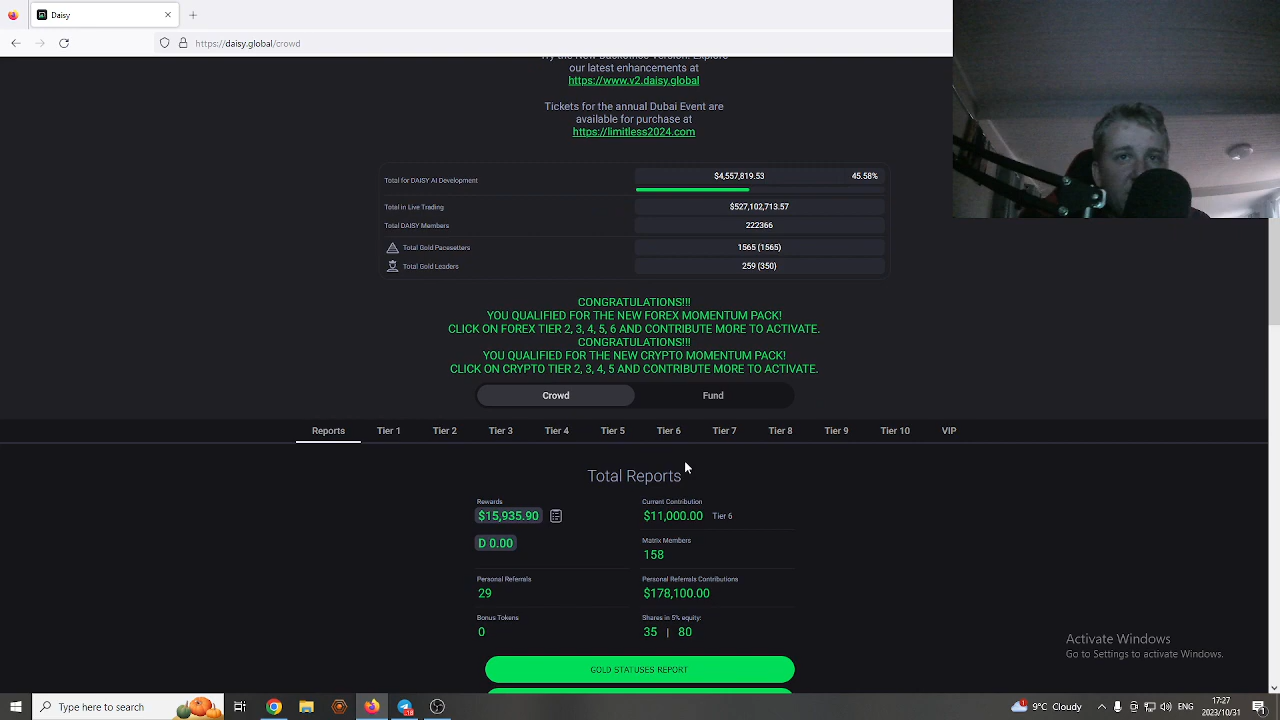 Daisy
https://daisy.global/crowd
our latest enhancements at
https://www.v2.daisy.global
Tickets for the annual Dubai Event are
available for purchase at
https://limitless2024.com
Total for DAISY AI Development $4,557,819.53 45.58%
Total in Live Trading $527,102,713.57
Total DAISY Members 222366
Total Gold Pacesetters 1565 (1565)
Total Gold Leaders 259 (350)
CONGRATULATIONS!!!
YOU QUALIFIED FOR THE NEW FOREX MOMENTUM PACK!
CLICK ON FOREX TIER 2, 3, 4, 5, 6 AND CONTRIBUTE MORE TO ACTIVATE.
CONGRATULATIONS!!!
YOU QUALIFIED FOR THE NEW CRYPTO MOMENTUM PACK!
CLICK ON CRYPTO TIER 2, 3, 4, 5 AND CONTRIBUTE MORE TO ACTIVATE.
Crowd Fund
Reports Tier 1 Tier 2 Tier 3 Tier 4 Tier 5 Tier 6 Tier 7 Tier 8 Tier 9 Tier 10 VIP
Total Reports
Rewards
$15,935.90
D 0.00
Current Contribution
$11,000.00 Tier 6
Matrix Members
158
Personal Referrals
29
Personal Referrals Contributions
$178,100.00
Bonus Tokens
0
Shares in 5% equity:
35 | 80
GOLD STATUSES REPORT
Activate Windows
Go to Settings to activate Windows.
Type here to search
18
9°C Cloudy
ENG
17:27
20/10/31